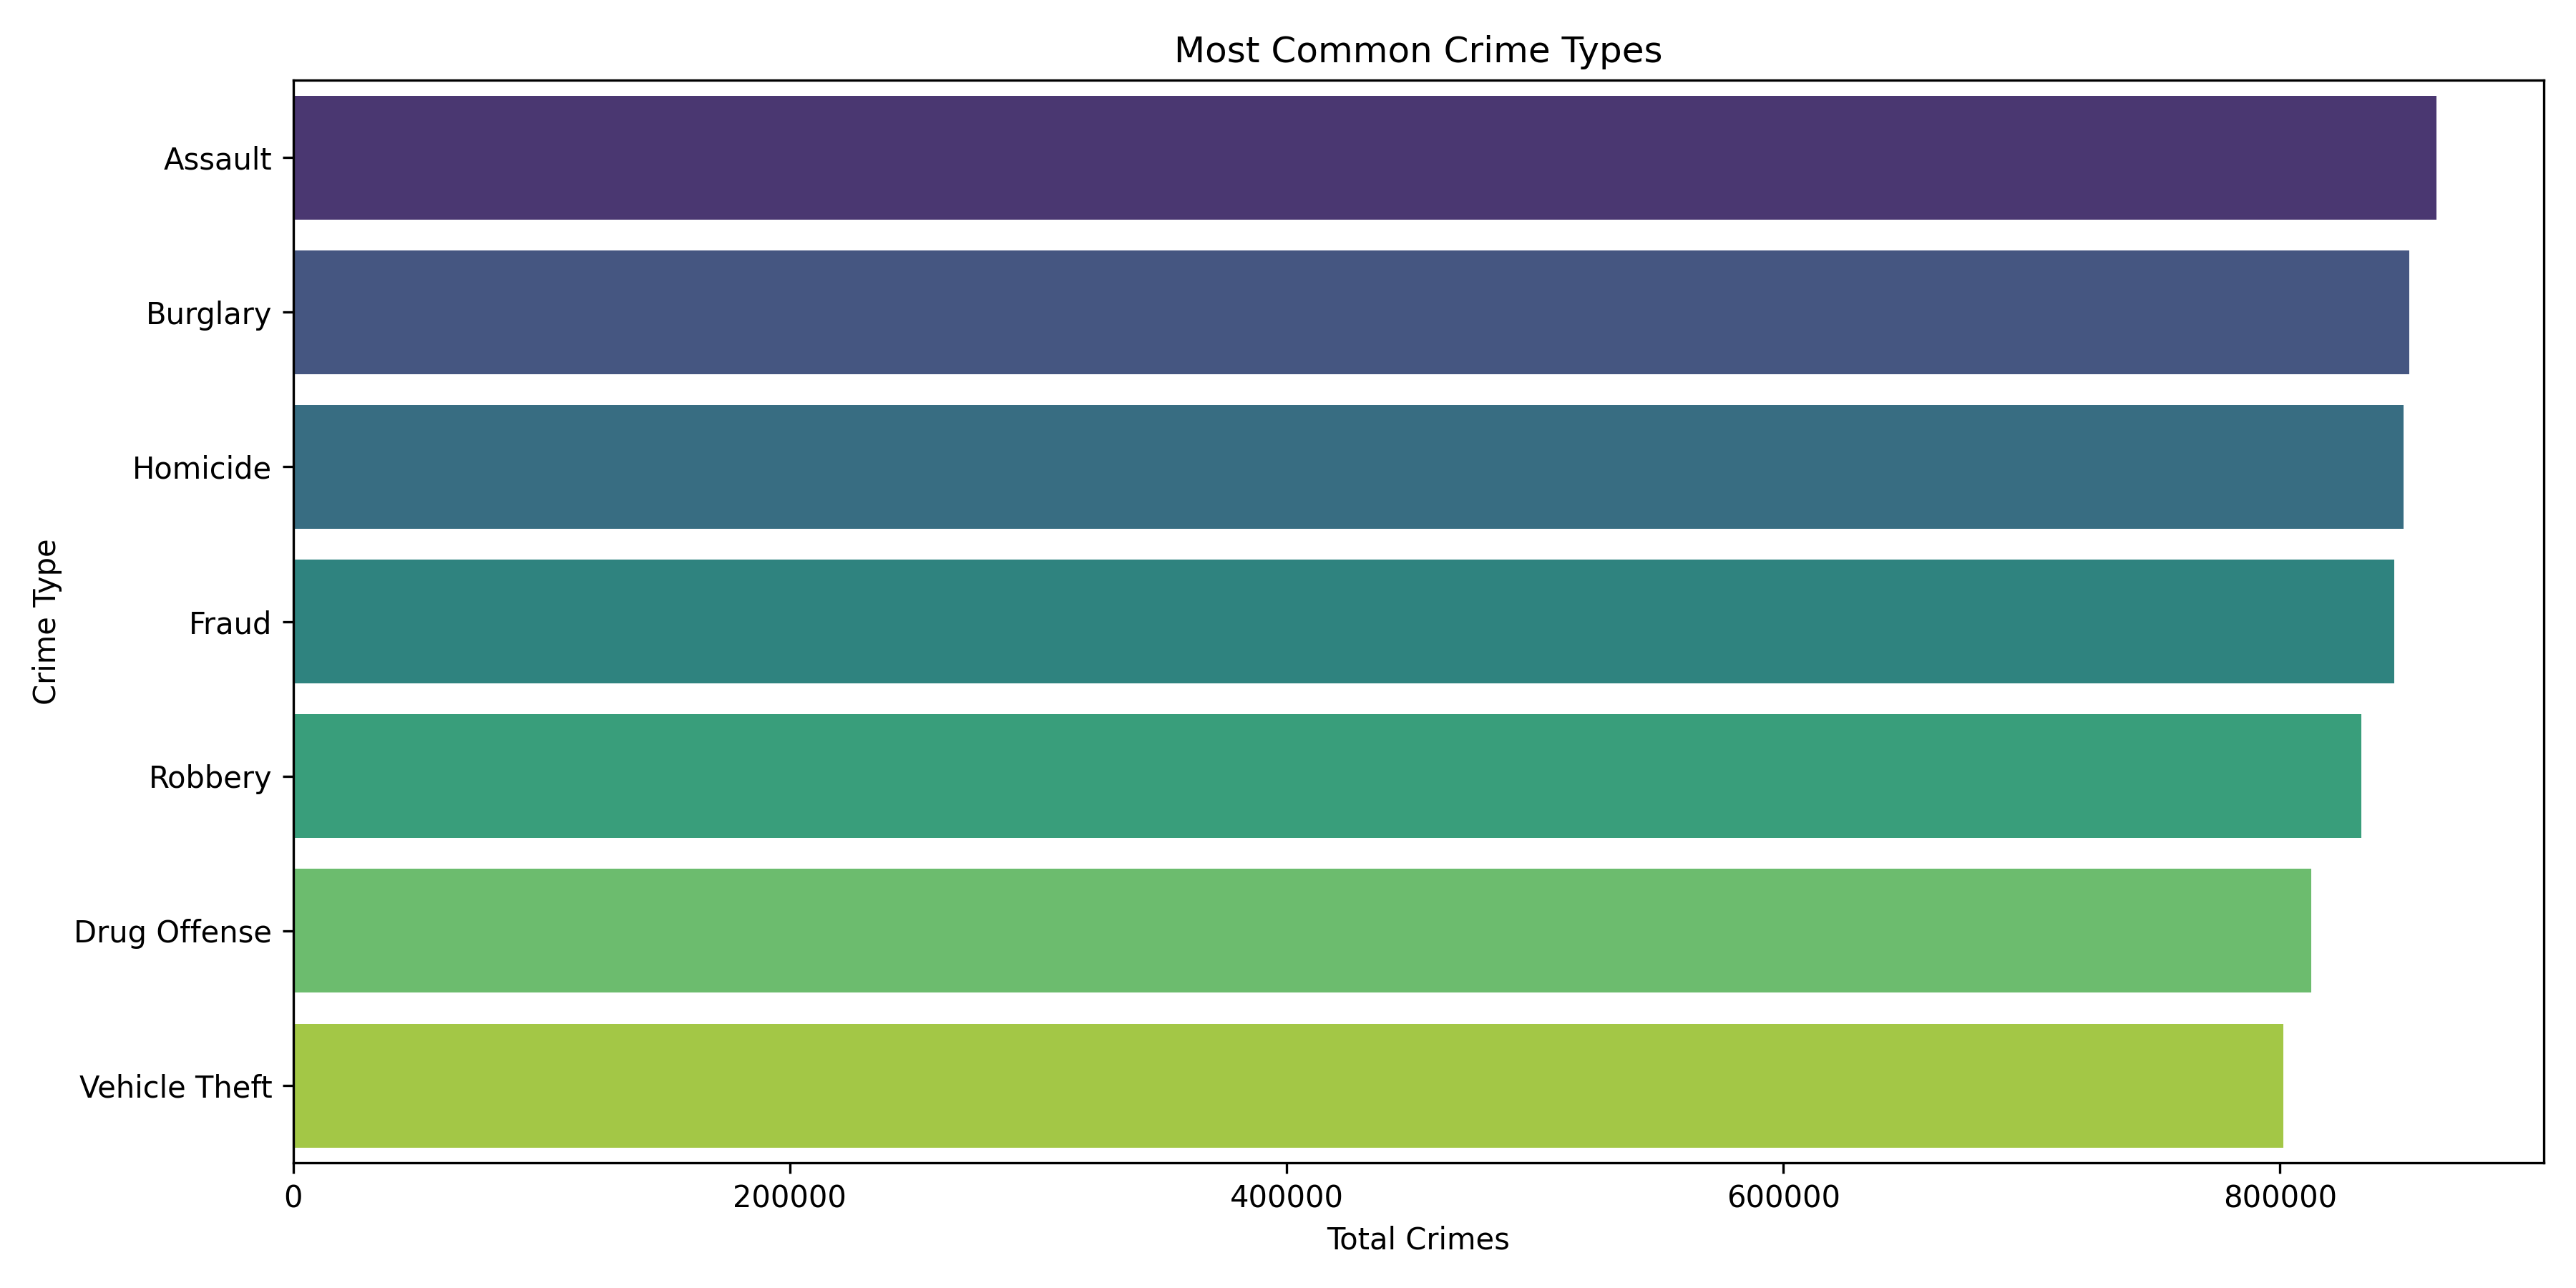 Most Common Crime Types
Crime Type
Assault
Burglary
Homicide
Fraud
Robbery
Drug Offense
Vehicle Theft
0 200000 400000 600000 800000
Total Crimes